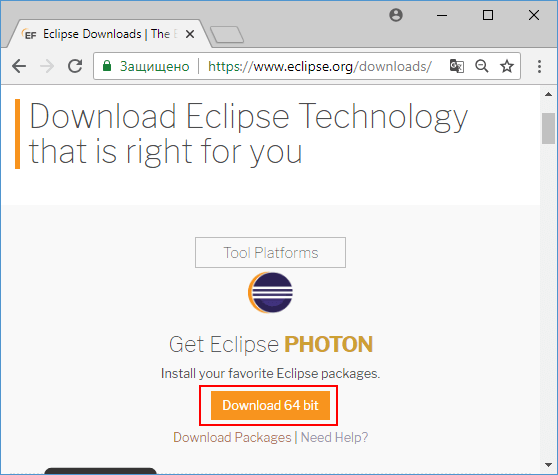 EF Eclipse Downloads | The E
Защищено https://www.eclipse.org/downloads/
Download Eclipse Technology
that is right for you
Tool Platforms
Get Eclipse PHOTON
Install your favorite Eclipse packages.
Download 64 bit
Download Packages | Need Help?